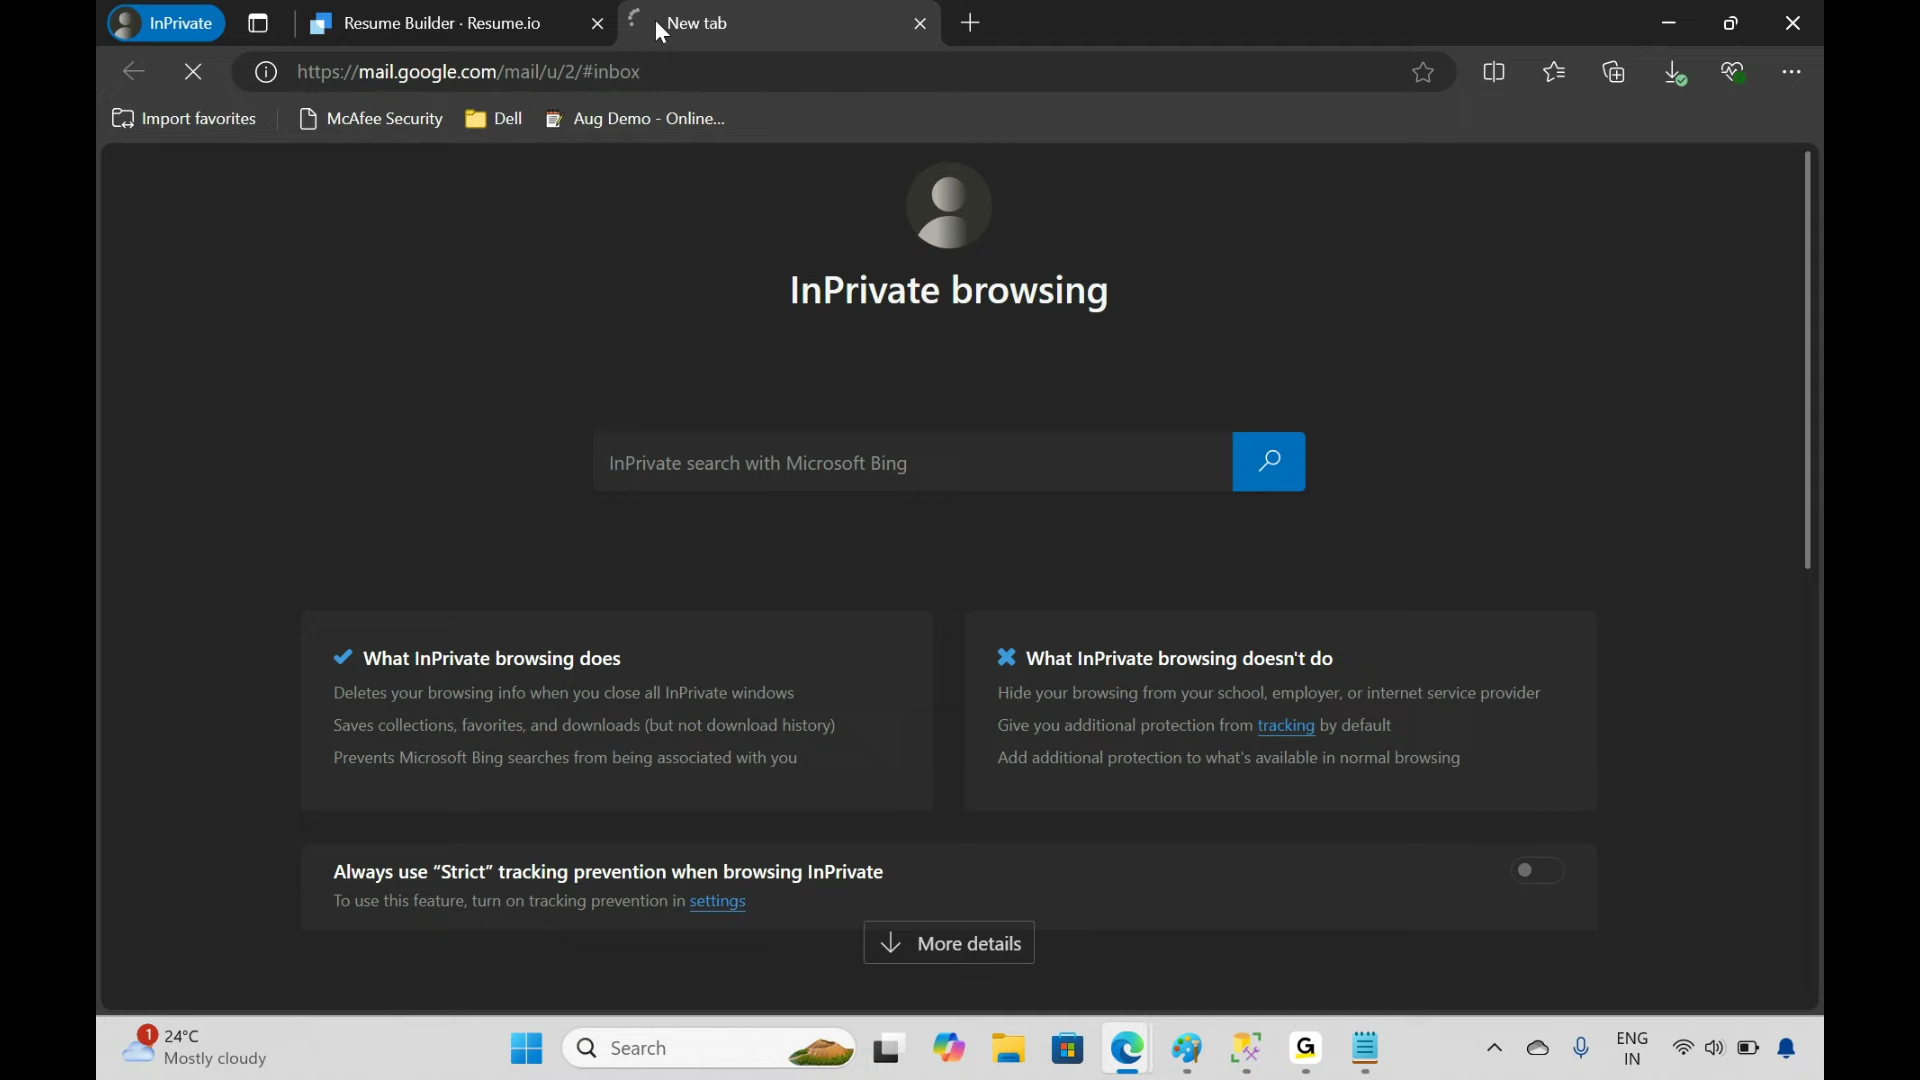 InPrivate
Resume Builder · Resume.io
New tab
https://mail.google.com/mail/u/2/#inbox
Import favorites
McAfee Security
Dell
Aug Demo - Online...
InPrivate browsing
InPrivate search with Microsoft Bing
What InPrivate browsing does
Deletes your browsing info when you close all InPrivate windows
Saves collections, favorites, and downloads (but not download history)
Prevents Microsoft Bing searches from being associated with you
What InPrivate browsing doesn't do
Hide your browsing from your school, employer, or internet service provider
Give you additional protection from tracking by default
Add additional protection to what's available in normal browsing
Always use “Strict” tracking prevention when browsing InPrivate
To use this feature, turn on tracking prevention in settings
More details
1
24°C
Mostly cloudy
Search
G
ENG
IN